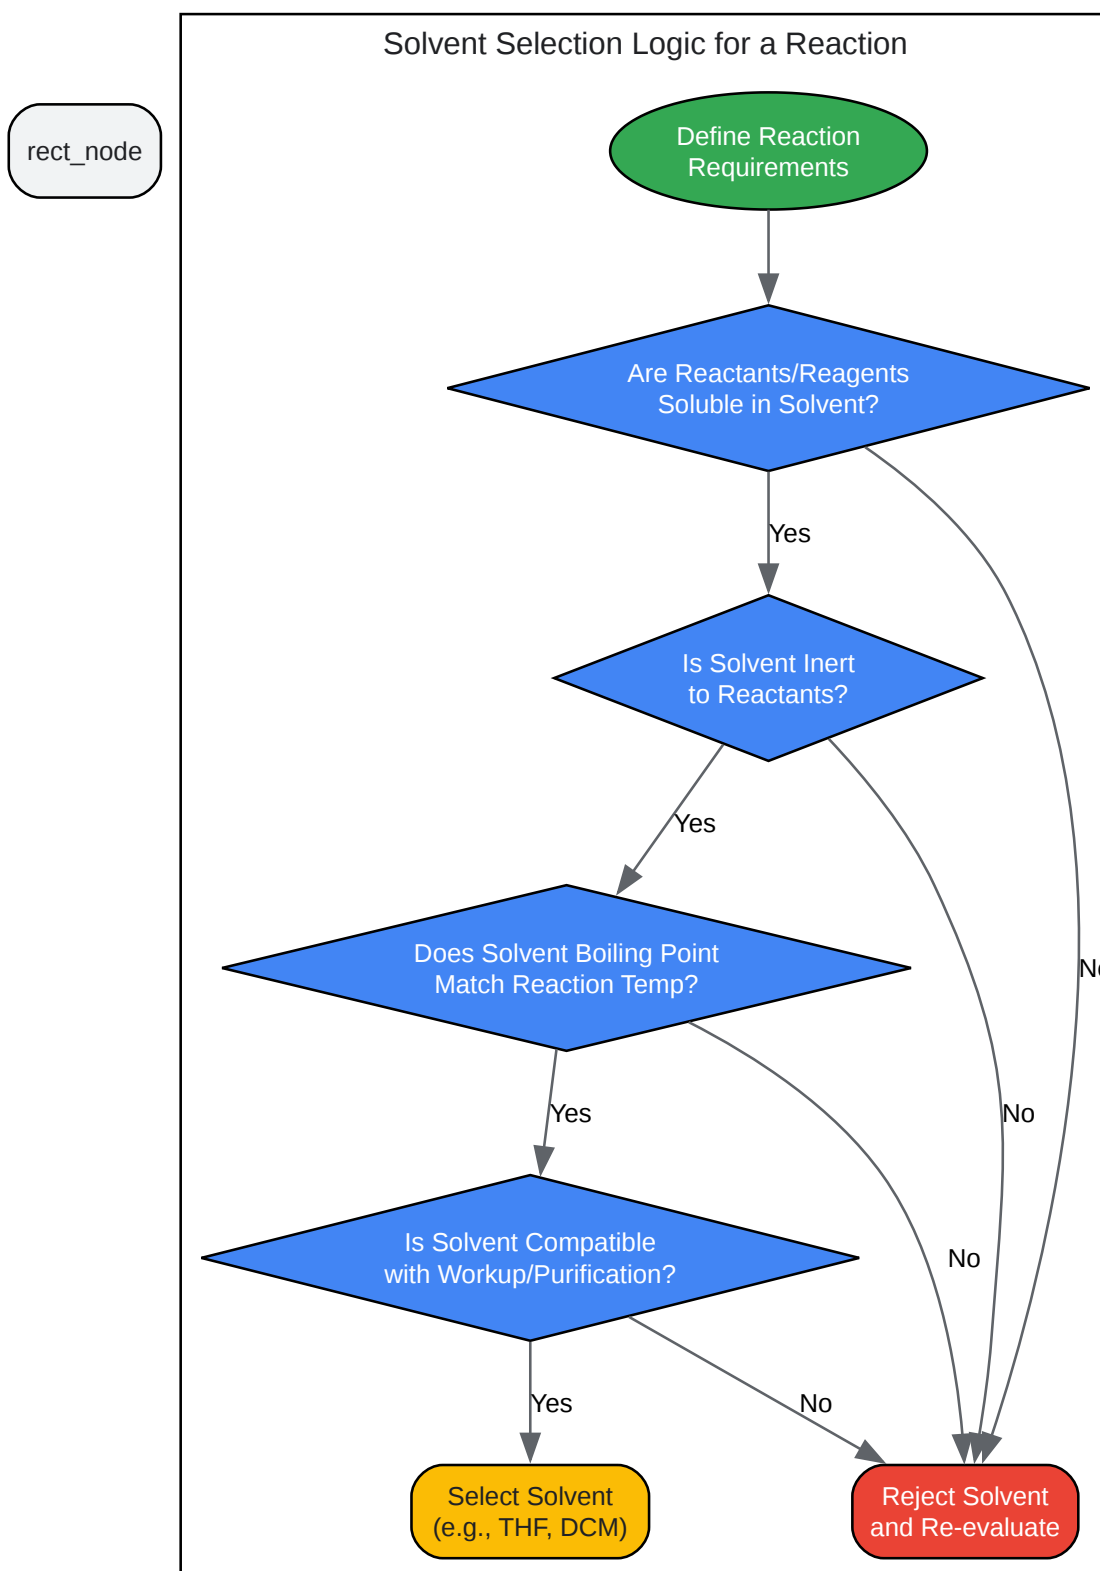 Solvent Selection Logic for a Reaction
rect_node
Define Reaction
Requirements
Are Reactants/Reagents
Soluble in Solvent?
Yes
Is Solvent Inert
to Reactants?
Yes
Does Solvent Boiling Point
Match Reaction Temp?
No
Yes
No
Is Solvent Compatible
with Workup/Purification?
No
Yes
No
Select Solvent
(e.g., THF, DCM)
Reject Solvent
and Re-evaluate